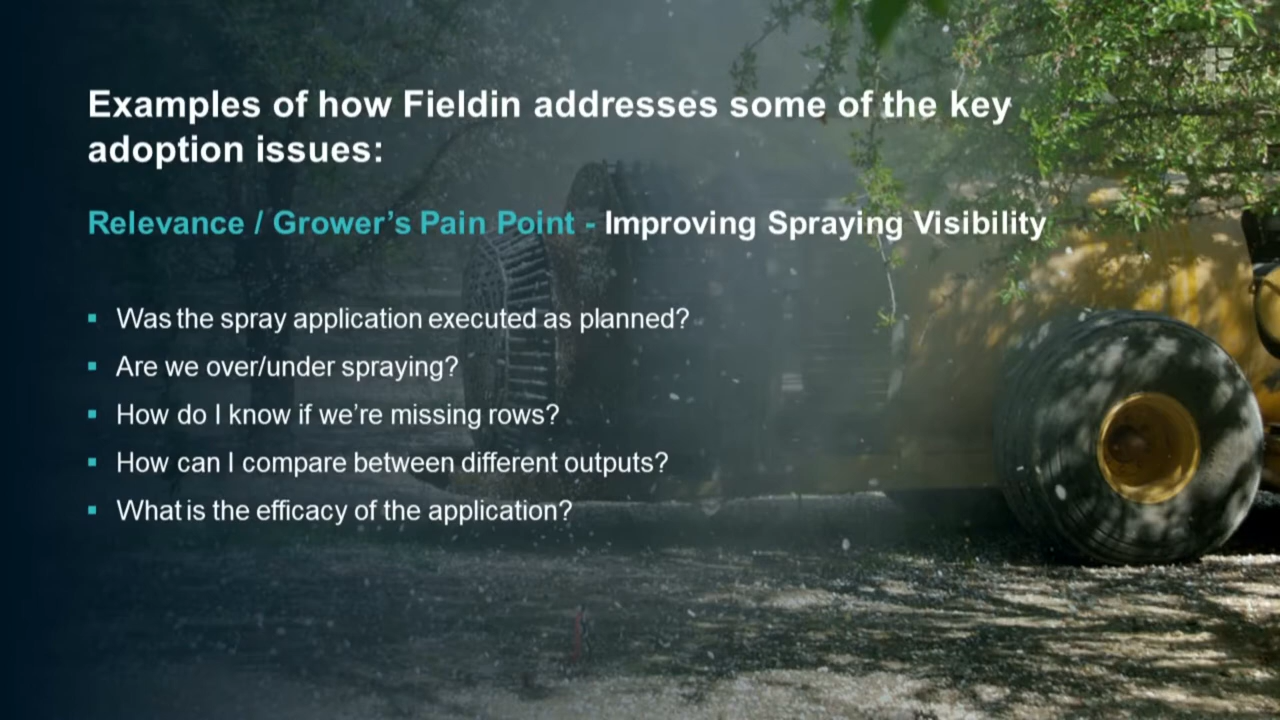 Examples of how Fieldin addresses some of the key
adoption issues:
Relevance / Grower's Pain Point - Improving Spraying Visibility
Was the spray application executed as planned?
Are we over/under spraying?
How do I know if we're missing rows?
How can I compare between different outputs?
What is the efficacy of the application?